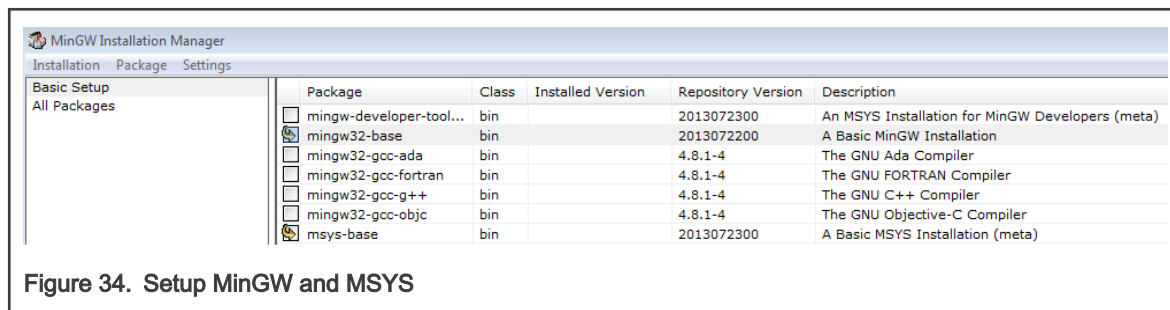 MinGW Installation Manager
Installation Package Settings
Basic Setup
All Packages
Package Class Installed Version Repository Version Description
mingw-developer-tool... bin 2013072300 An MSYS Installation for MinGW Developers (meta)
mingw32-base bin 2013072200 A Basic MinGW Installation
mingw32-gcc-ada bin 4.8.1-4 The GNU Ada Compiler
mingw32-gcc-fortran bin 4.8.1-4 The GNU FORTRAN Compiler
mingw32-gcc-g++ bin 4.8.1-4 The GNU C++ Compiler
mingw32-gcc-objc bin 4.8.1-4 The GNU Objective-C Compiler
msys-base bin 2013072300 A Basic MSYS Installation (meta)
Figure 34. Setup MinGW and MSYS